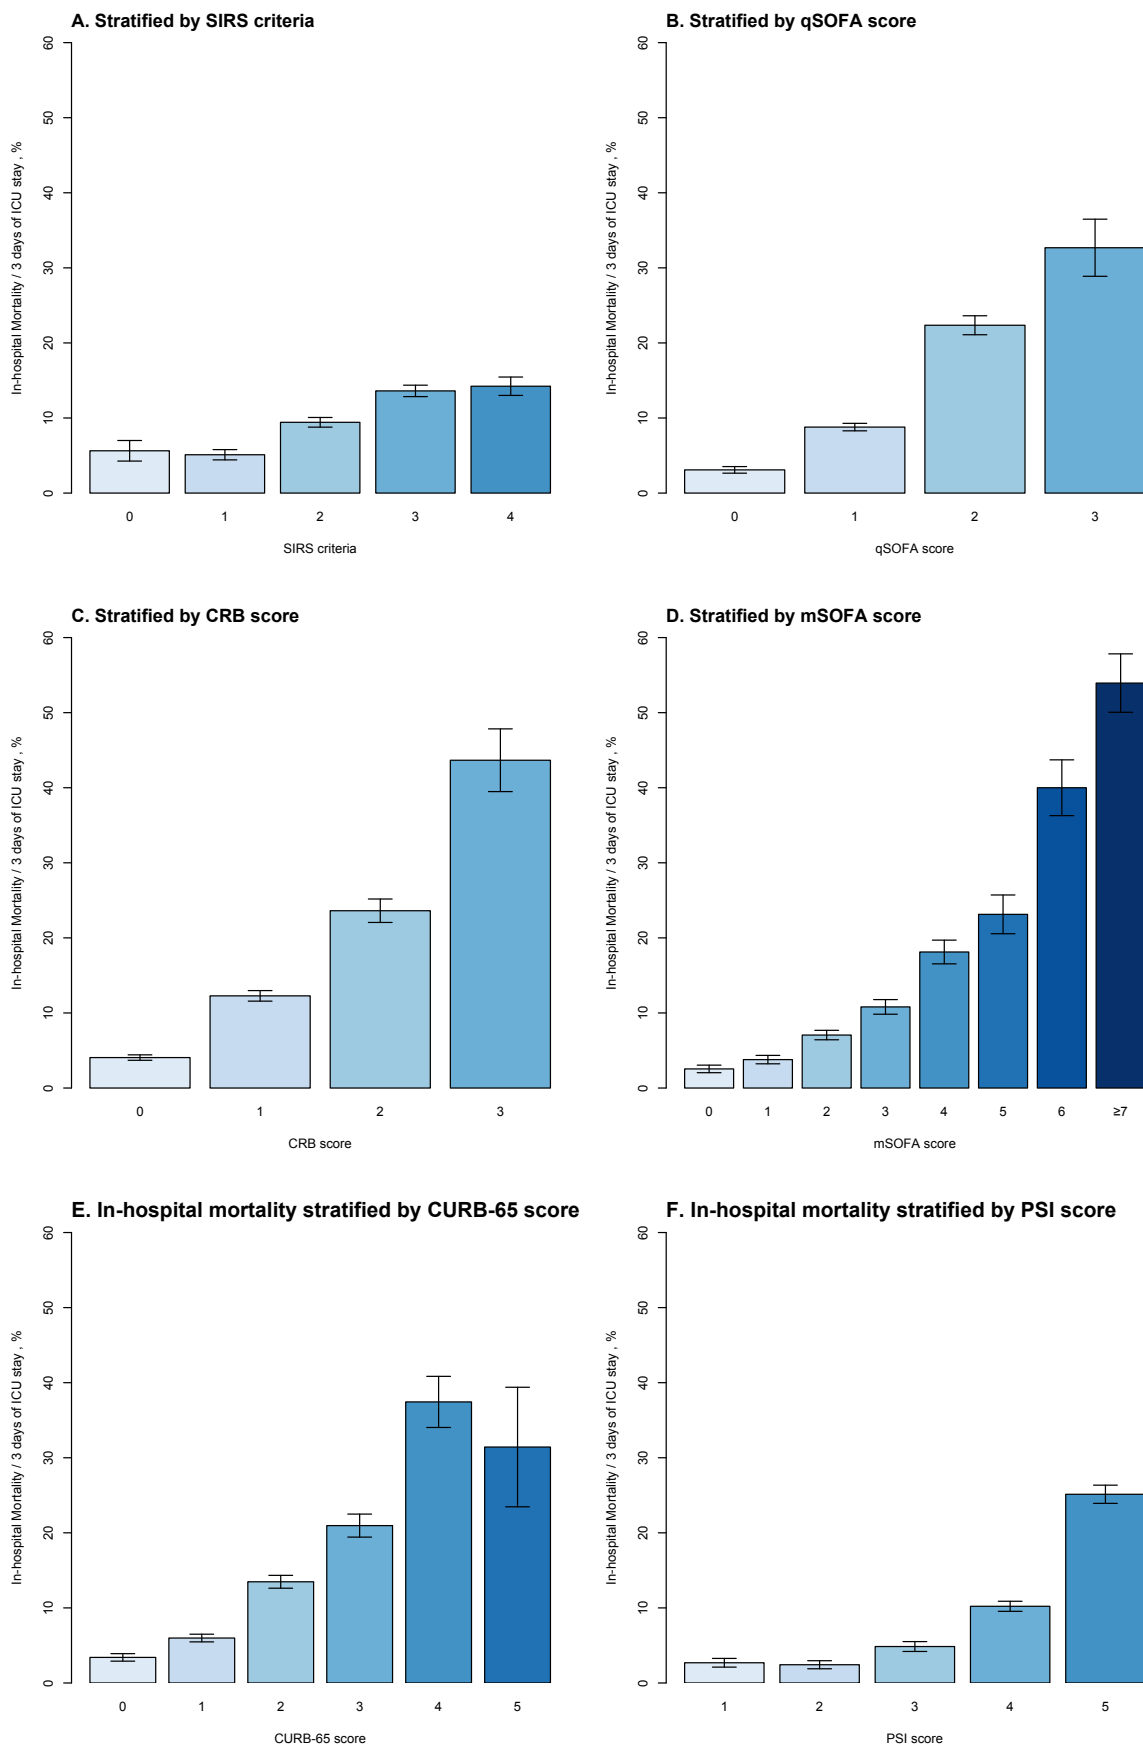 A. Stratified by SIRS criteria
In-hospital Mortality / 3 days of ICU stay , %
60
50
40
30
20
10
0
0 1 2 3 4
SIRS criteria
B. Stratified by qSOFA score
In-hospital Mortality / 3 days of ICU stay , %
60
50
40
30
20
10
0
0 1 2 3
qSOFA score
C. Stratified by CRB score
In-hospital Mortality / 3 days of ICU stay , %
60
50
40
30
20
10
0
0 1 2 3
CRB score
D. Stratified by mSOFA score
In-hospital Mortality / 3 days of ICU stay , %
60
50
40
30
20
10
0
0 1 2 3 4 5 6 ≥7
mSOFA score
E. In-hospital mortality stratified by CURB-65 score
In-hospital Mortality / 3 days of ICU stay , %
60
50
40
30
20
10
0
0 1 2 3 4 5
CURB-65 score
F. In-hospital mortality stratified by PSI score
In-hospital Mortality / 3 days of ICU stay , %
60
50
40
30
20
10
0
1 2 3 4 5
PSI score